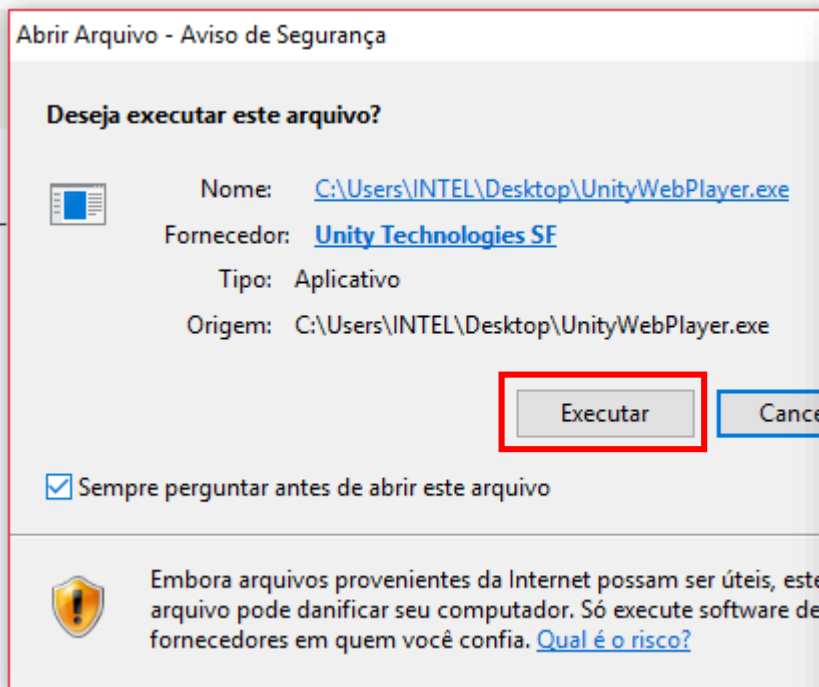 Abrir Arquivo - Aviso de Segurança
Deseja executar este arquivo?
Nome: C:\Users\INTEL\Desktop\UnityWebPlayer.exe
Fornecedor: Unity Technologies SF
Tipo: Aplicativo
Origem: C:\Users\INTEL\Desktop\UnityWebPlayer.exe
Executar Cance
Sempre perguntar antes de abrir este arquivo
Embora arquivos provenientes da Internet possam ser úteis, este
arquivo pode danificar seu computador. Só execute software de
fornecedores em quem você confia. Qual é o risco?